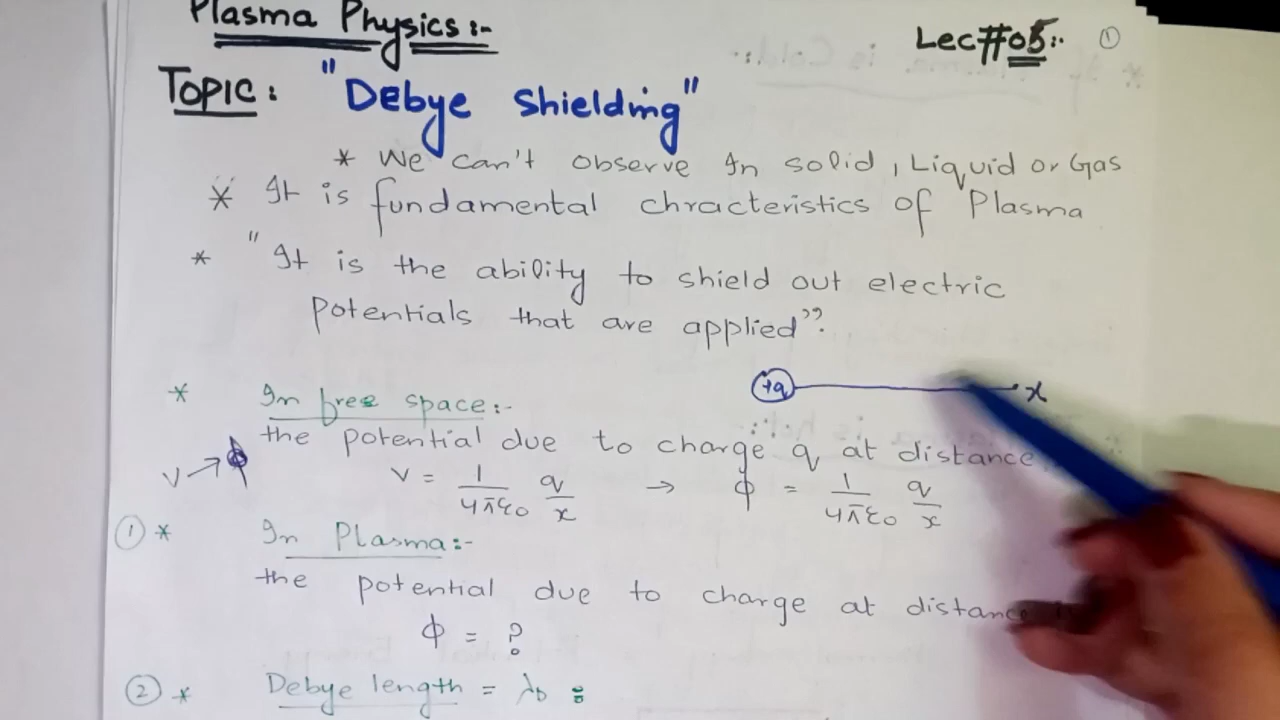 Plasma Physics:-
Lec#05:- ①
Topic: "Debye Shielding"
* We can't observe In solid, Liquid or Gas
* It is fundamental chracteristics of Plasma
* "It is the ability to shield out electric
potentials that are applied"
+q x
* In free space:-
the potential due to charge q at distance
V → ϕ
V = 1/4πε₀ q/x → ϕ = 1/4πε₀ q/x
① * In Plasma:-
the potential due to charge at distance
ϕ = ?
② * Debye length = λD :